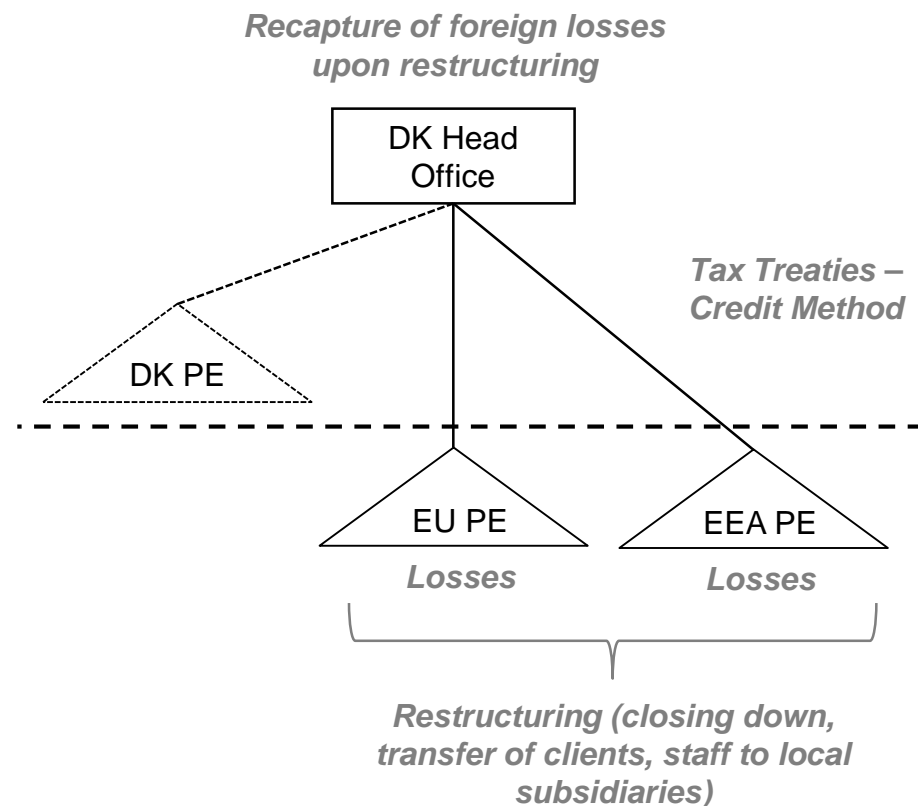 Recapture of foreign losses
upon restructuring
DK Head
Office
Tax Treaties –
Credit Method
DK PE
EU PE
EEA PE
Losses
Losses
Restructuring (closing down,
transfer of clients, staff to local
subsidiaries)